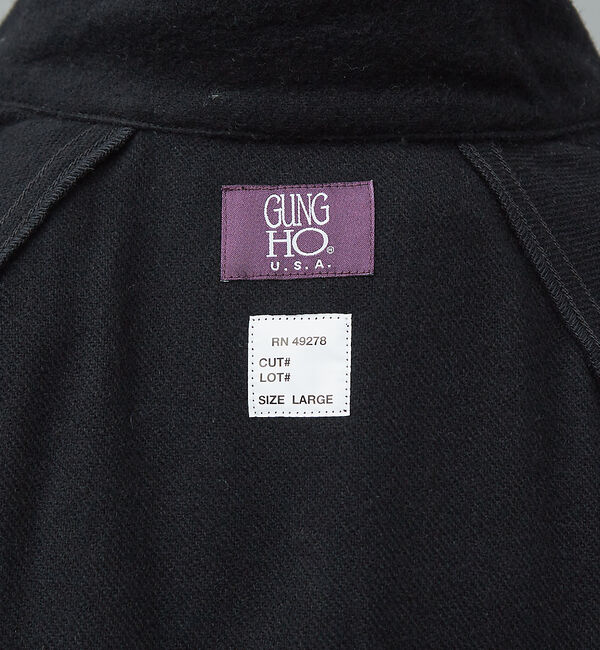 GUNG
HO®
U.S.A.
RN 49278
CUT#
LOT#
SIZE LARGE